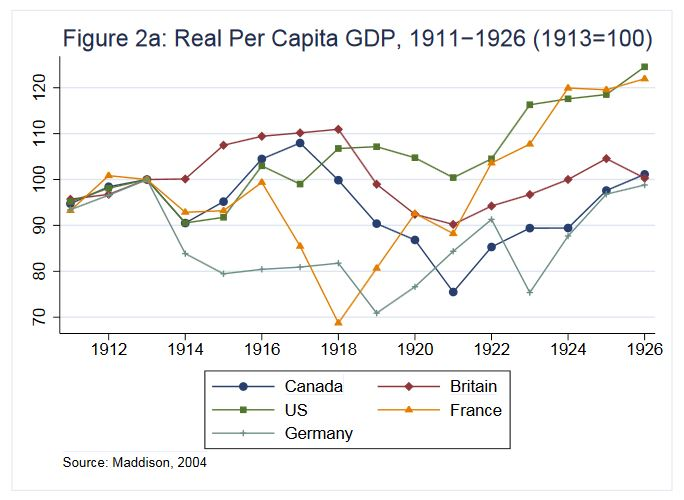 Figure 2a: Real Per Capita GDP, 1911−1926 (1913=100)
120
110
100
90
80
70
1912 1914 1916 1918 1920 1922 1924 1926
Canada Britain
US France
Germany
Source: Maddison, 2004